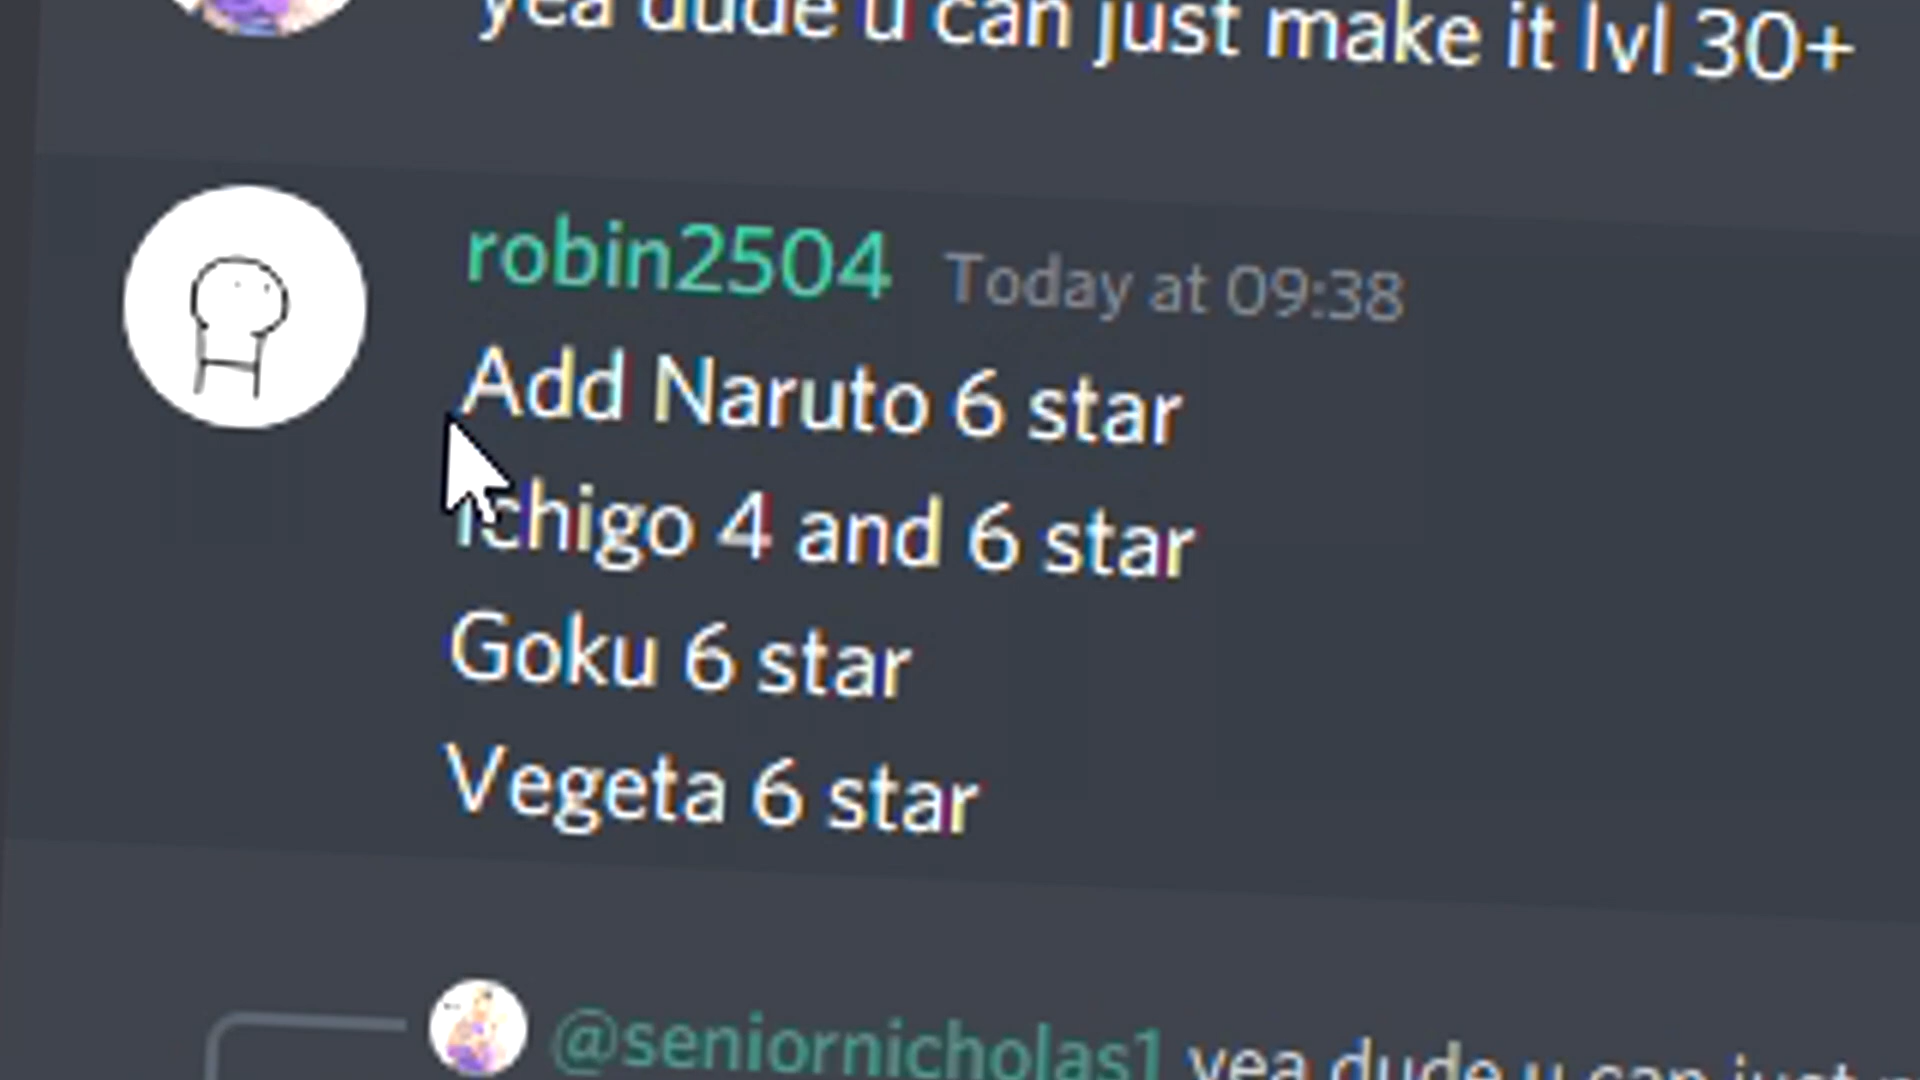 yea dude u can just make it lvl 30+
robin2504 Today at 09:38
Add Naruto 6 star
Ichigo 4 and 6 star
Goku 6 star
Vegeta 6 star
@seniornicholas1 yea dude u can just